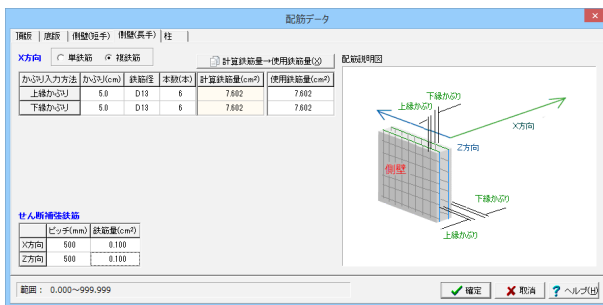 配筋データ
頂版 底版 側壁(短手) 側壁(長手) 柱
X方向 単鉄筋 複鉄筋 計算鉄筋量→使用鉄筋量(X) 配筋説明図
かぶり入力方法 かぶり(cm) 鉄筋径 本数(本) 計算鉄筋量(cm²) 使用鉄筋量(cm²)
上縁かぶり 5.0 D13 6 7.602 7.602
下縁かぶり 5.0 D13 6 7.602 7.602
下縁かぶり
上縁かぶり
X方向
Z方向
側壁
下縁かぶり
上縁かぶり
せん断補強鉄筋
ピッチ(mm) 鉄筋量(cm²)
X方向 500 0.100
Z方向 500 0.100
範囲： 0.000～999.999 確定 取消 ヘルプ(H)